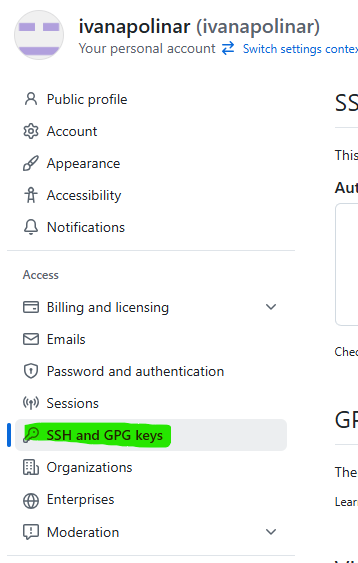 ivanapolinar (ivanapolinar)
Your personal account Switch settings contex
SS
This
Aut
Public profile
Account
Appearance
Accessibility
Notifications
Access
Billing and licensing
Emails
Password and authentication
Sessions
SSH and GPG keys
Organizations
Enterprises
Moderation
Chec
GP
The
Lear